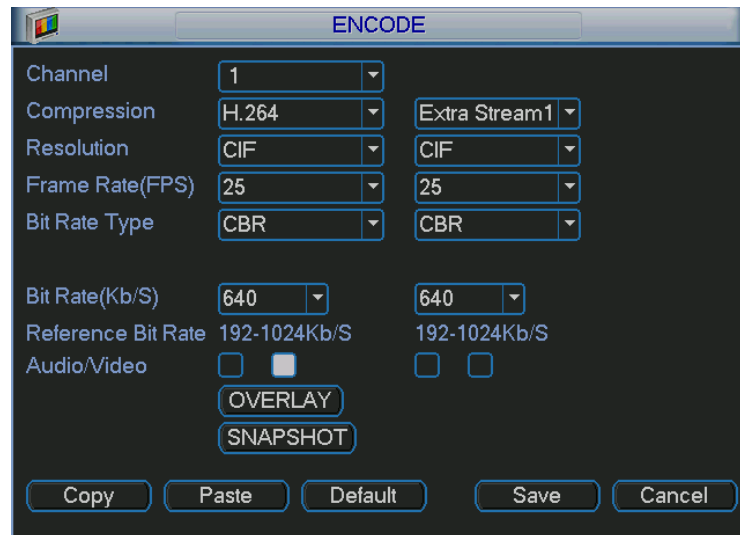 ENCODE
Channel 1
Compression H.264 Extra Stream1
Resolution CIF CIF
Frame Rate(FPS) 25 25
Bit Rate Type CBR CBR
Bit Rate(Kb/S) 640 640
Reference Bit Rate 192-1024Kb/S 192-1024Kb/S
Audio/Video
OVERLAY
SNAPSHOT
Copy Paste Default Save Cancel